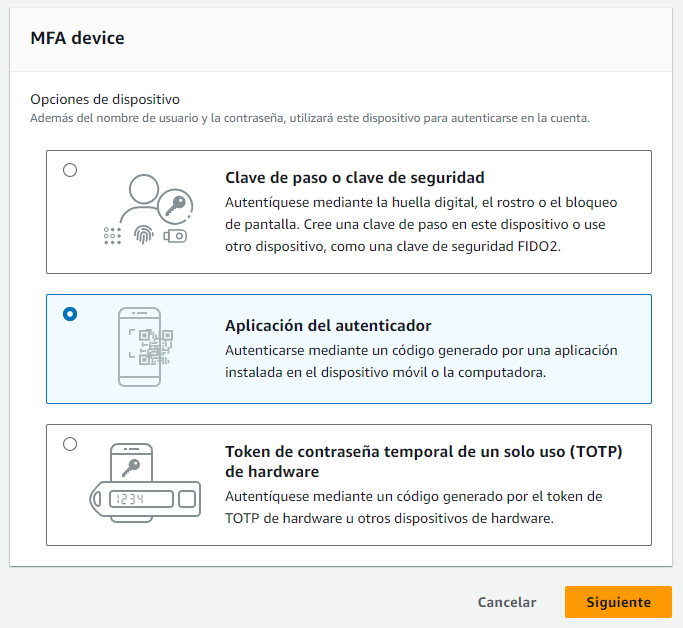 MFA device
Opciones de dispositivo
Además del nombre de usuario y la contraseña, utilizará este dispositivo para autenticarse en la cuenta.
Clave de paso o clave de seguridad
Autentíquese mediante la huella digital, el rostro o el bloqueo
de pantalla. Cree una clave de paso en este dispositivo o use
otro dispositivo, como una clave de seguridad FIDO2.
Aplicación del autenticador
Autenticarse mediante un código generado por una aplicación
instalada en el dispositivo móvil o la computadora.
Token de contraseña temporal de un solo uso (TOTP)
de hardware
1234
Autentíquese mediante un código generado por el token de
TOTP de hardware u otros dispositivos de hardware.
Cancelar
Siguiente